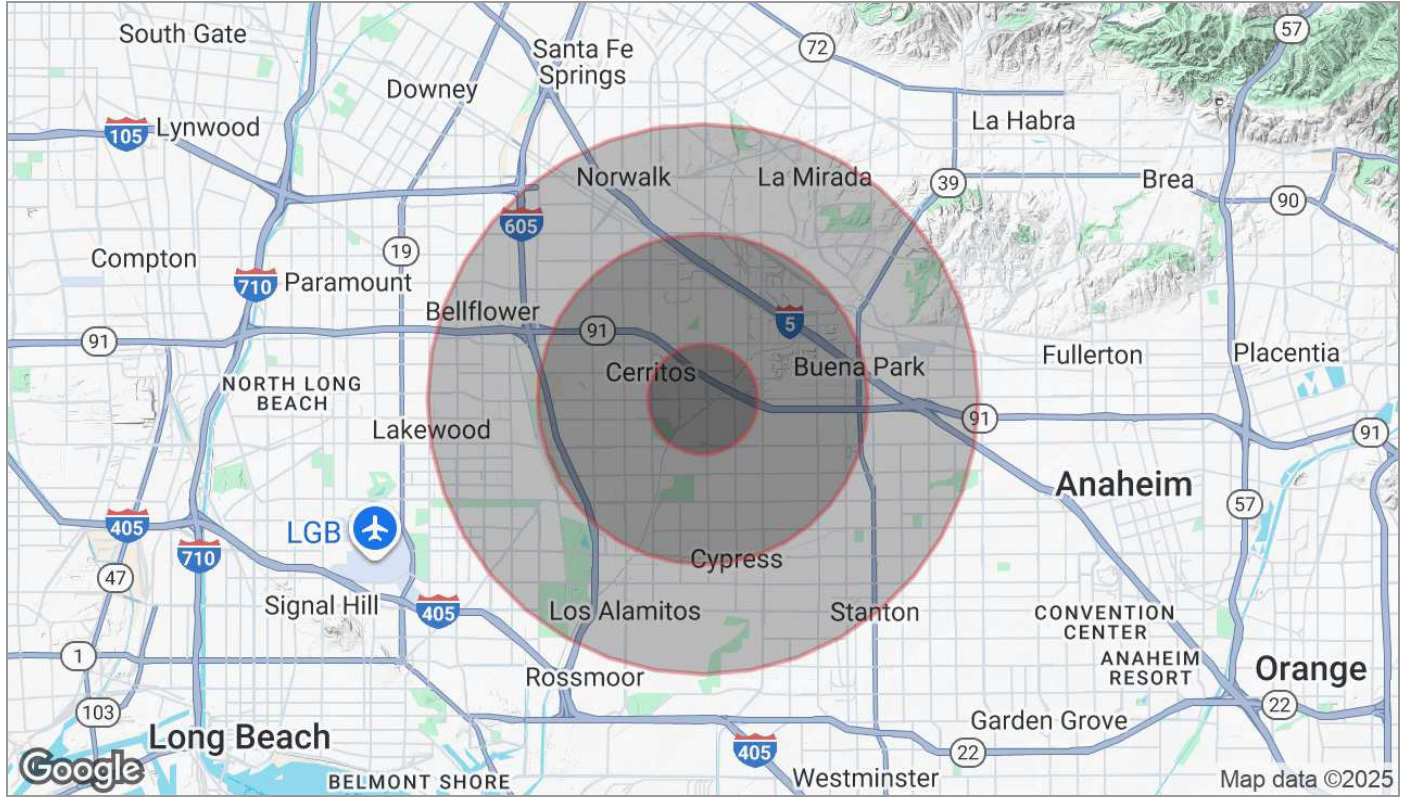 South Gate
57
72
Santa Fe
Springs
Downey
La Habra
105
Lynwood
Norwalk
La Mirada
39
Brea
90
605
19
Compton
710
Paramount
Bellflower
91
5
91
Cerritos
Buena Park
Fullerton
Placentia
NORTH LONG
BEACH
Lakewood
91
91
Anaheim
57
405
LGB
710
Cypress
47
Signal Hill
405
Los Alamitos
Stanton
CONVENTION
CENTER
1
Rossmoor
ANAHEIM
RESORT
Orange
103
22
Long Beach
405
Garden Grove
22
Google
BELMONT SHORE
Westminster
Map data ©2025